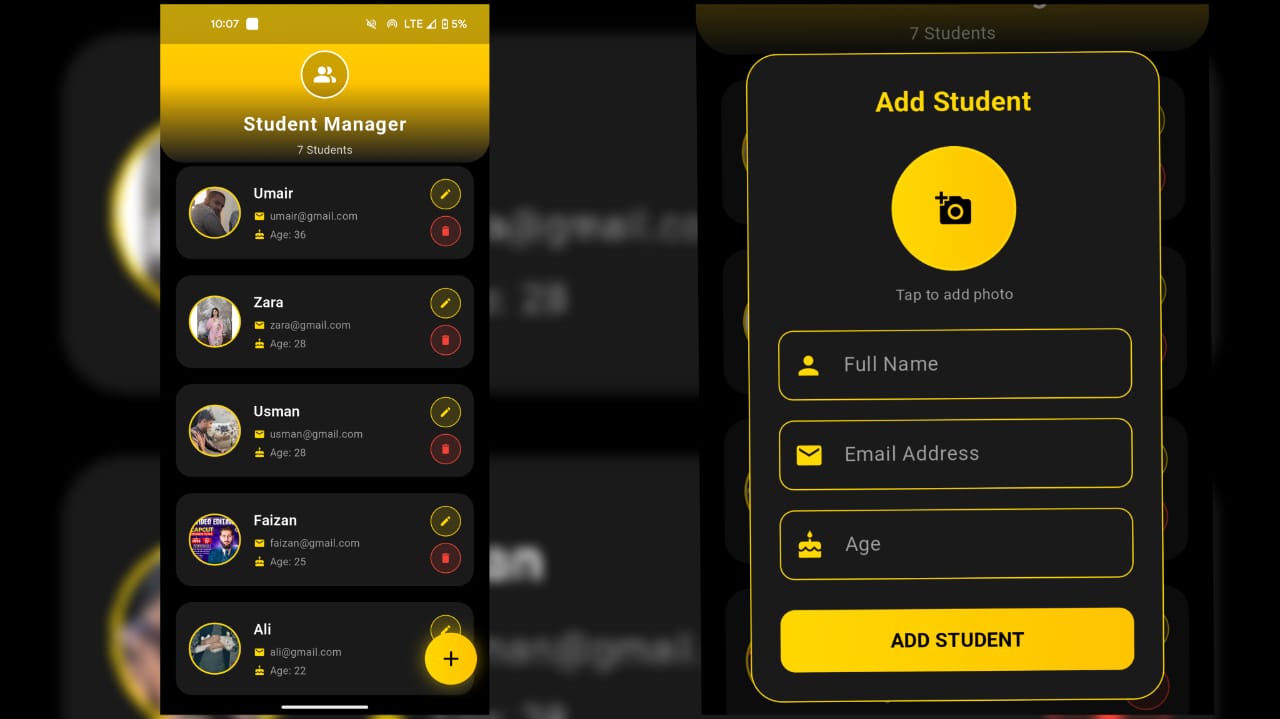 10:07 LTE 5%
Student Manager
7 Students
Umair
umair@gmail.com
Age: 36
Zara
zara@gmail.com
Age: 28
Usman
usman@gmail.com
Age: 28
Faizan
faizan@gmail.com
Age: 25
Ali
ali@gmail.com
Age: 22
7 Students
Add Student
Tap to add photo
Full Name
Email Address
Age
ADD STUDENT